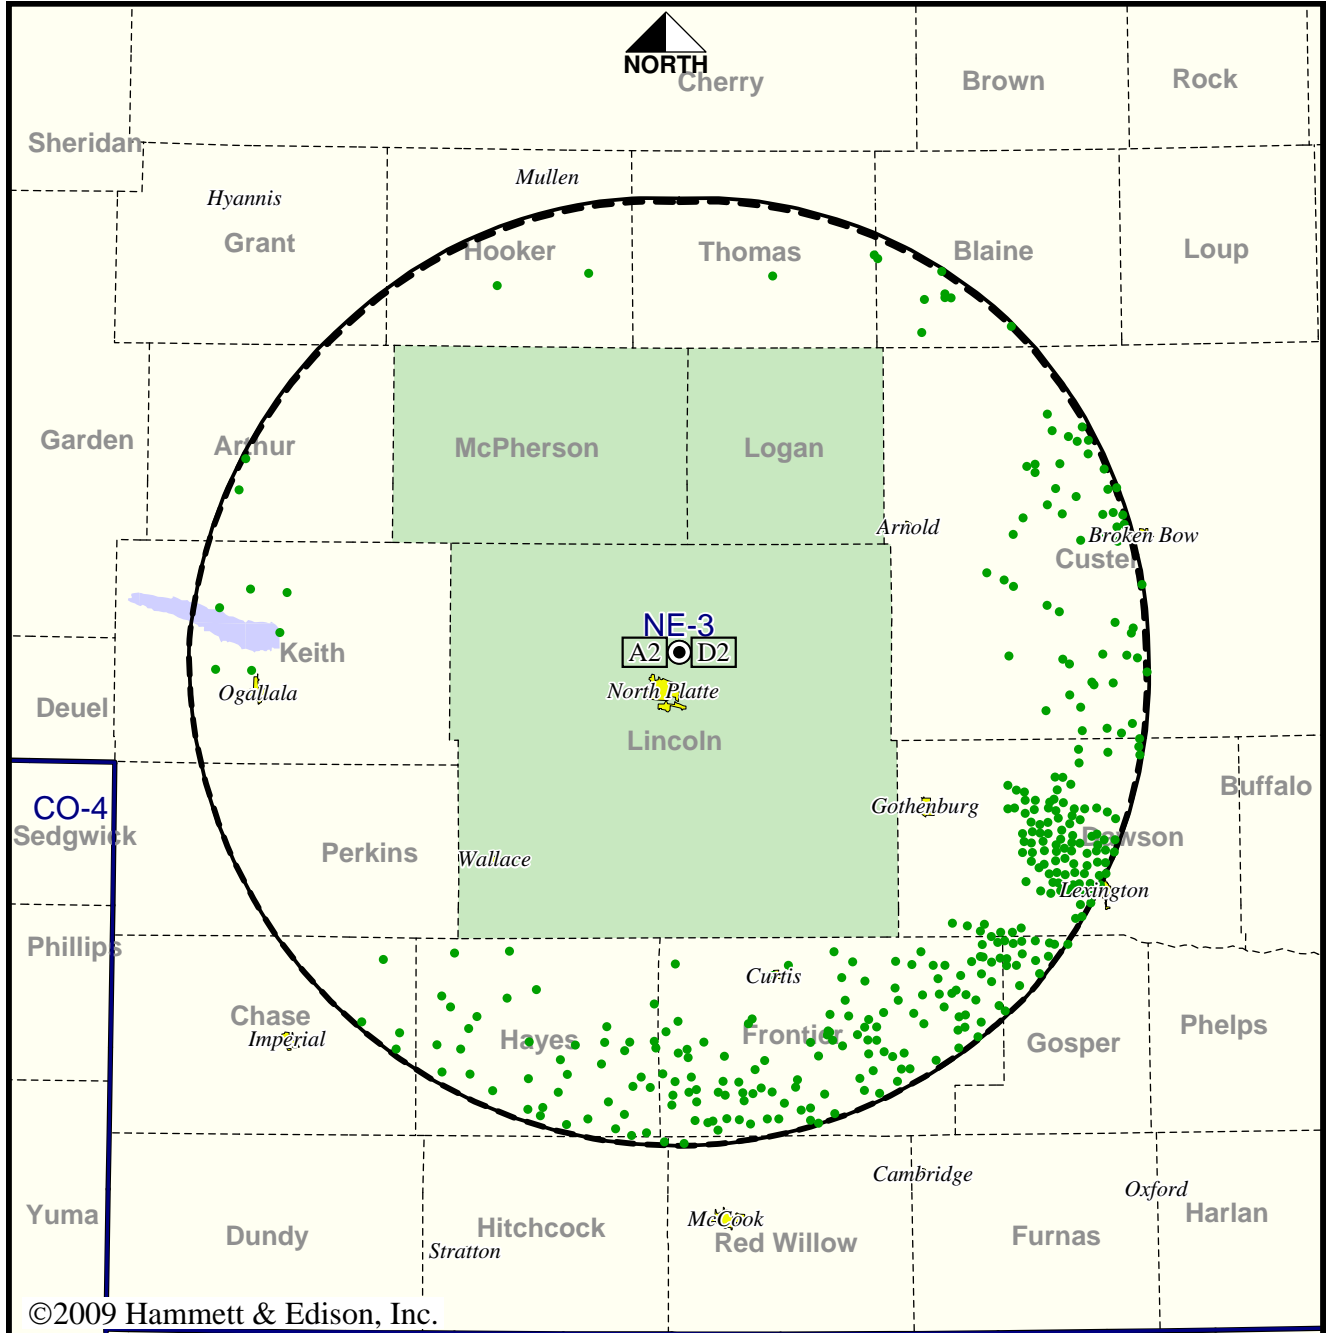 NORTH
Cherry
Brown
Rock
Sheridan
Mullen
Hyannis
Grant
Hooker
Thomas
Blaine
Loup
Garden
Arthur
McPherson
Logan
Arnold
Broken Bow
Custer
NE-3
A2
D2
Keith
Ogallala
North Platte
Deuel
Lincoln
CO-4
Sedgwick
Gothenburg
Buffalo
Dawson
Perkins
Wallace
Lexington
Phillips
Curtis
Chase
Imperial
Hayes
Frontier
Gosper
Phelps
Cambridge
Oxford
Yuma
Dundy
Hitchcock
Stratton
McCook
Red Willow
Furnas
Harlan
©2009 Hammett & Edison, Inc.